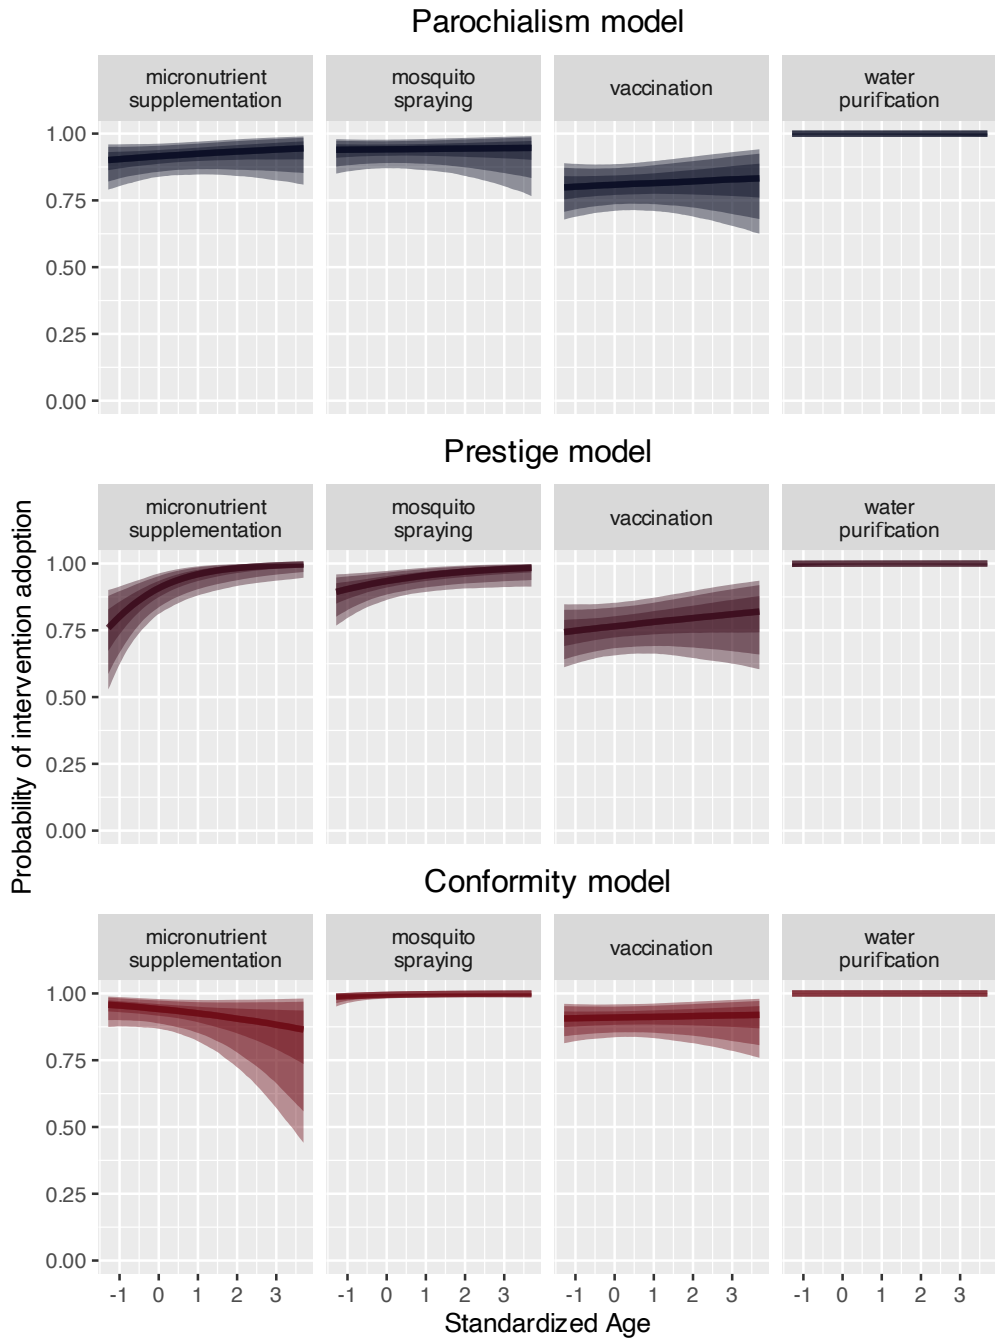 Parochialism model
micronutrient
supplementation
mosquito
spraying
vaccination
water
purification
1.00
0.75
0.50
0.25
0.00
Prestige model
micronutrient
supplementation
mosquito
spraying
vaccination
water
purification
1.00
0.75
0.50
0.25
0.00
Probability of intervention adoption
Conformity model
micronutrient
supplementation
mosquito
spraying
vaccination
water
purification
1.00
0.75
0.50
0.25
0.00
-1 0 1 2 3 -1 0 1 2 3 -1 0 1 2 3 -1 0 1 2 3
Standardized Age